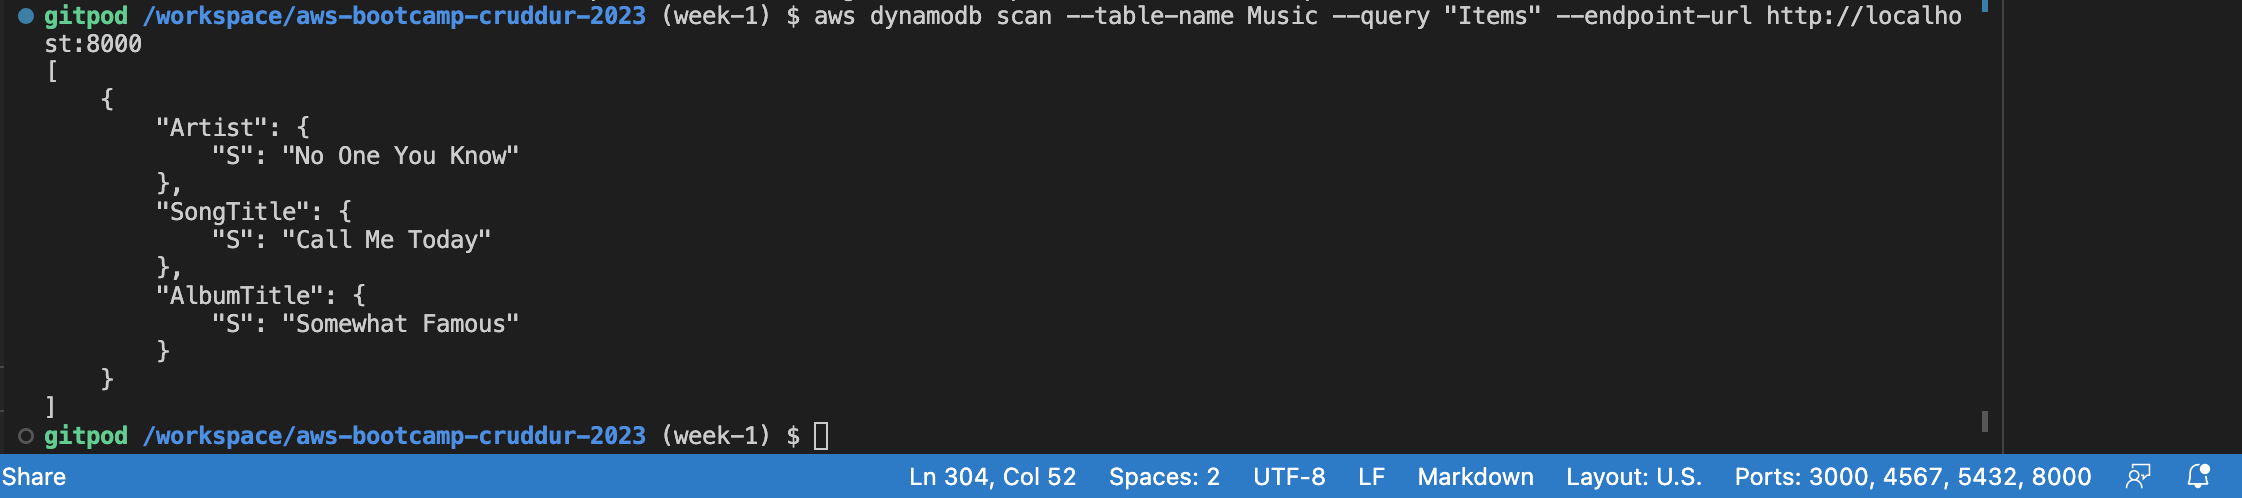 gitpod /workspace/aws-bootcamp-cruddur-2023 (week-1) $ aws dynamodb scan --table-name Music --query "Items" --endpoint-url http://localho
st:8000
[
    {
        "Artist": {
            "S": "No One You Know"
        },
        "SongTitle": {
            "S": "Call Me Today"
        },
        "AlbumTitle": {
            "S": "Somewhat Famous"
        }
    }
]
gitpod /workspace/aws-bootcamp-cruddur-2023 (week-1) $
Share Ln 304, Col 52 Spaces: 2 UTF-8 LF Markdown Layout: U.S. Ports: 3000, 4567, 5432, 8000